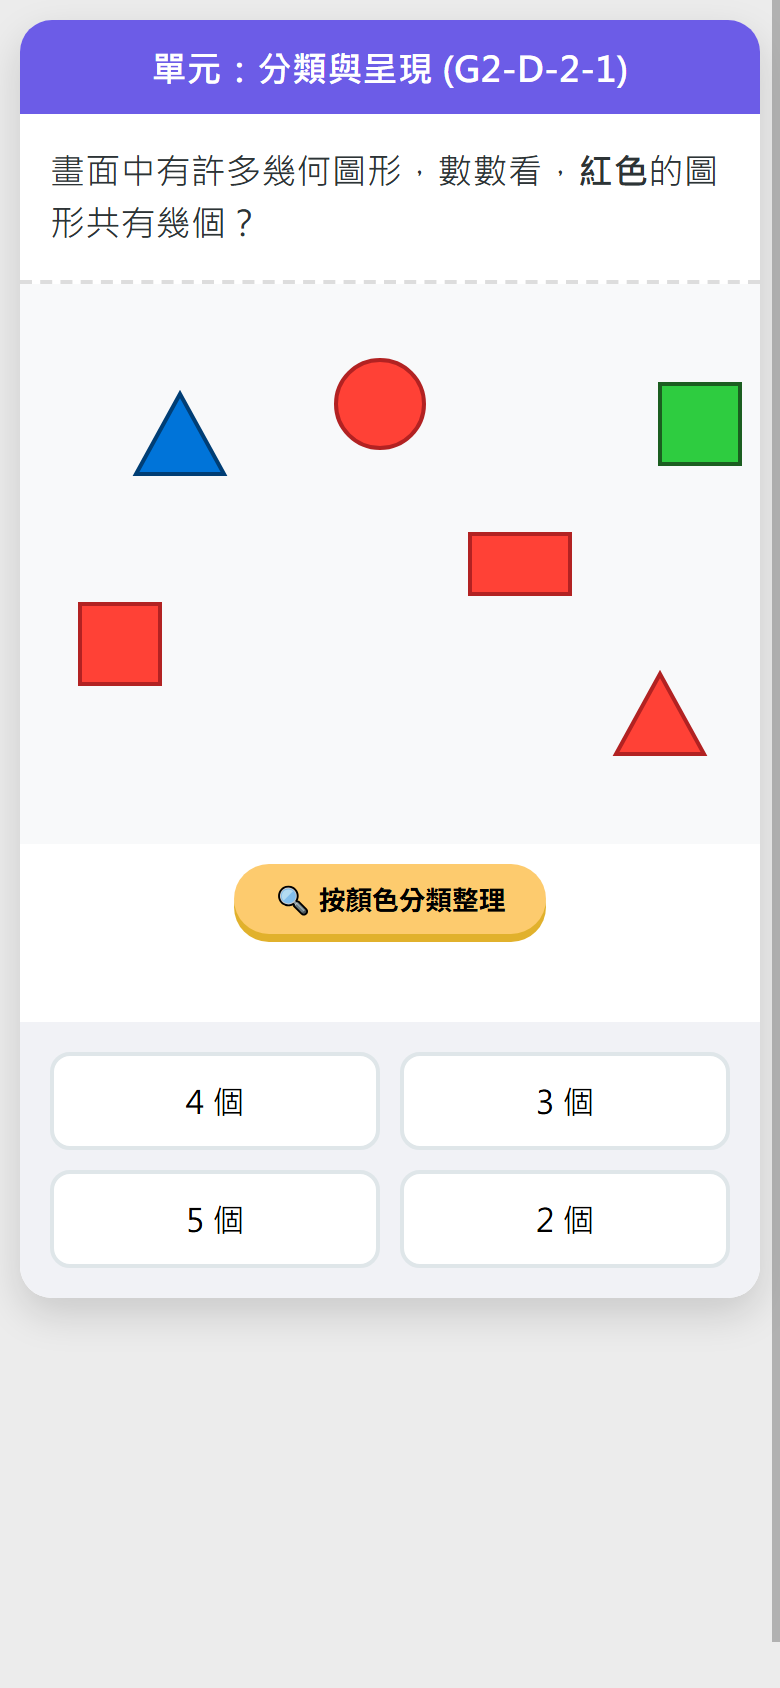 單元：分類與呈現 (G2-D-2-1)
畫面中有許多幾何圖形，數數看，紅色的圖
形共有幾個？
🔍 按顏色分類整理
4 個
3 個
5 個
2 個